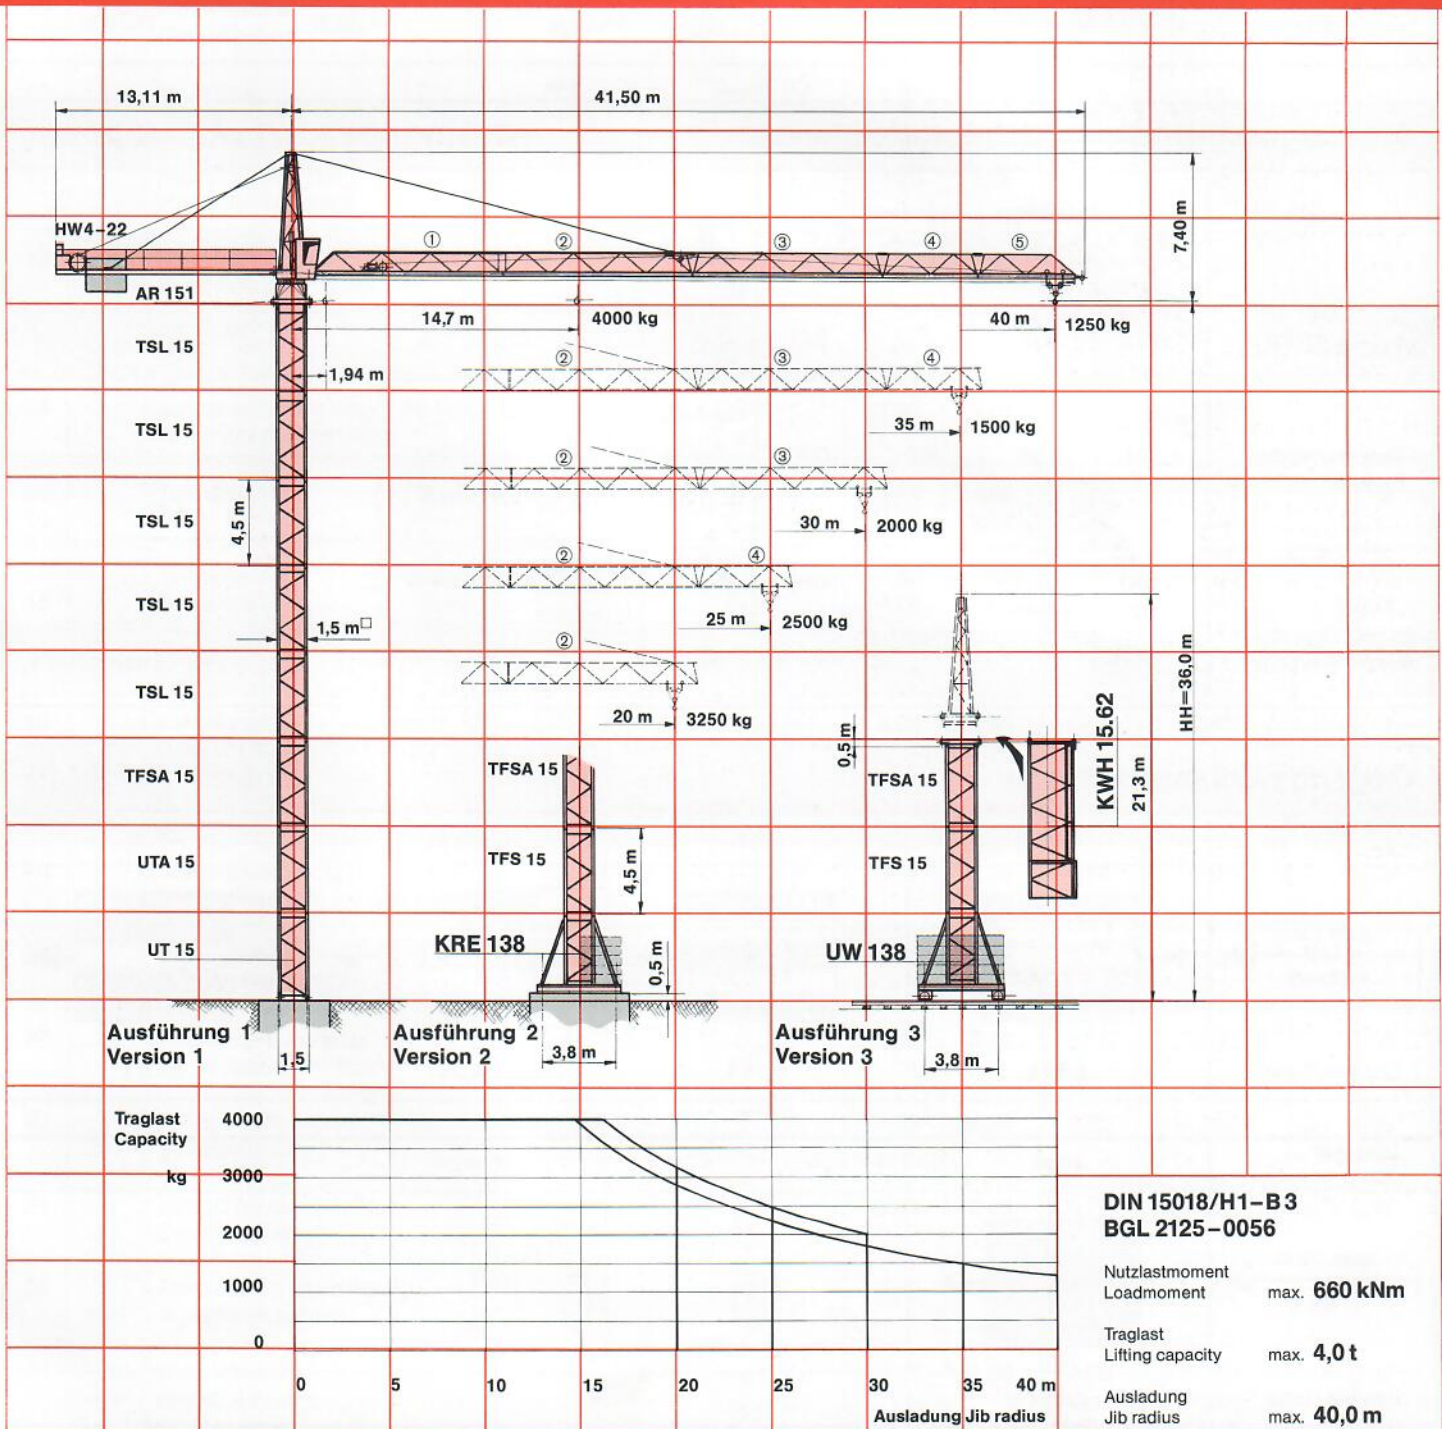 13,11 m
41,50 m
HW4-22
① ② ③ ④ ⑤
7,40 m
AR 151
14,7 m
4000 kg
40 m
1250 kg
TSL 15
1,94 m
② ③ ④
35 m
1500 kg
TSL 15
② ③
30 m
2000 kg
TSL 15
4,5 m
② ④
25 m
2500 kg
TSL 15
1,5 m□
②
20 m
3250 kg
TSL 15
HH=36,0 m
TFSA 15
TFSA 15
0,5 m
TFSA 15
KWH 15.62
21,3 m
UTA 15
TFS 15
4,5 m
TFS 15
UT 15
KRE 138
0,5 m
UW 138
Ausführung 1
Version 1
1,5
Ausführung 2
Version 2
3,8 m
Ausführung 3
Version 3
3,8 m
Traglast
Capacity
kg
4000
3000
2000
1000
0
0 5 10 15 20 25 30 35 40 m
Ausladung Jib radius
DIN 15018/H1-B3
BGL 2125-0056
Nutzlastmoment
Loadmoment max. 660 kNm
Traglast
Lifting capacity max. 4,0 t
Ausladung
Jib radius max. 40,0 m